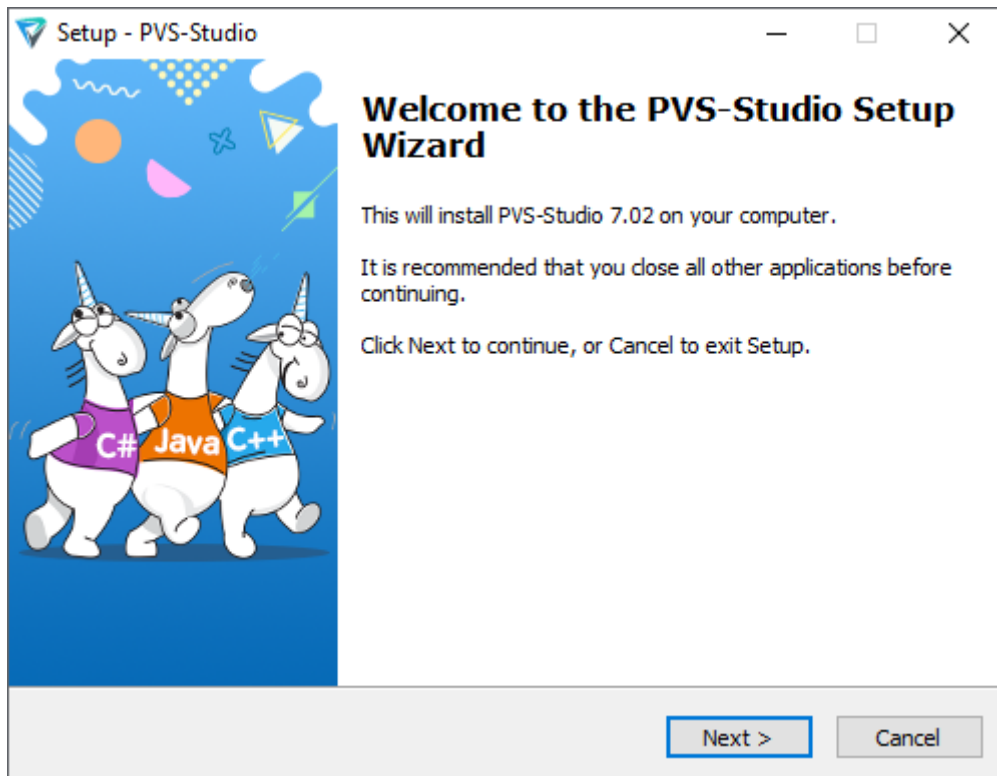 Setup - PVS-Studio
Welcome to the PVS-Studio Setup
Wizard
This will install PVS-Studio 7.02 on your computer.
It is recommended that you close all other applications before
continuing.
Click Next to continue, or Cancel to exit Setup.
C# Java C++
Next >
Cancel